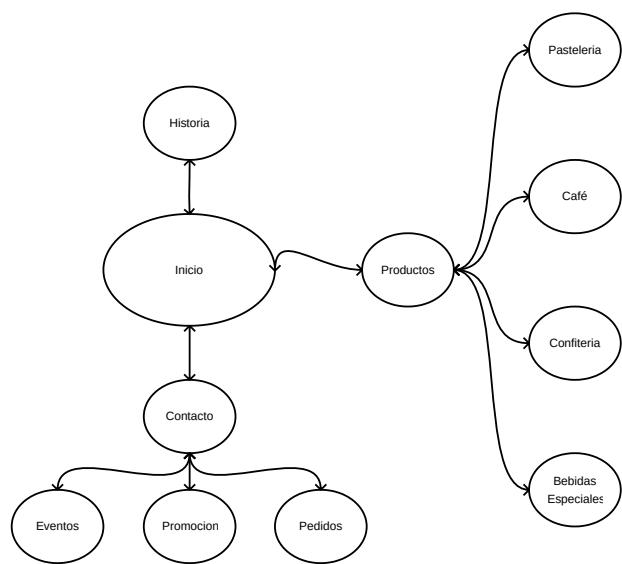 Pasteleria
Historia
Café
Inicio
Productos
Confiteria
Contacto
Bebidas
Especiales
Eventos
Promocion
Pedidos